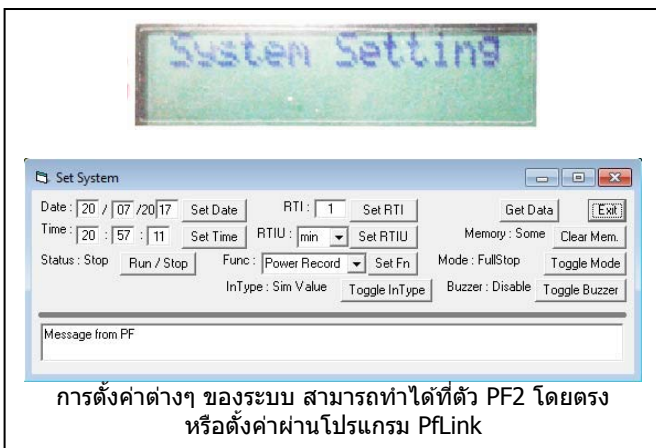 System Setting
Set System
Date : 20 / 07 /20 17 Set Date RTI : 1 Set RTI Get Data Exit
Time : 20 : 57 : 11 Set Time RTIU : min Set RTIU Memory : Some Clear Mem.
Status : Stop Run / Stop Func : Power Record Set Fn Mode : FullStop Toggle Mode
InType : Sim Value Toggle InType Buzzer : Disable Toggle Buzzer
Message from PF
การตั้งค่าต่างๆ ของระบบ สามารถทำได้ที่ตัว PF2 โดยตรง
หรือตั้งค่าผ่านโปรแกรม PfLink